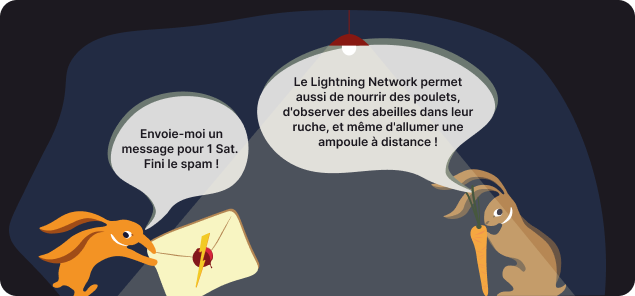 Envoie-moi un
message pour 1 Sat.
Fini le spam !
Le Lightning Network permet
aussi de nourrir des poulets,
d'observer des abeilles dans leur
ruche, et même d'allumer une
ampoule à distance !